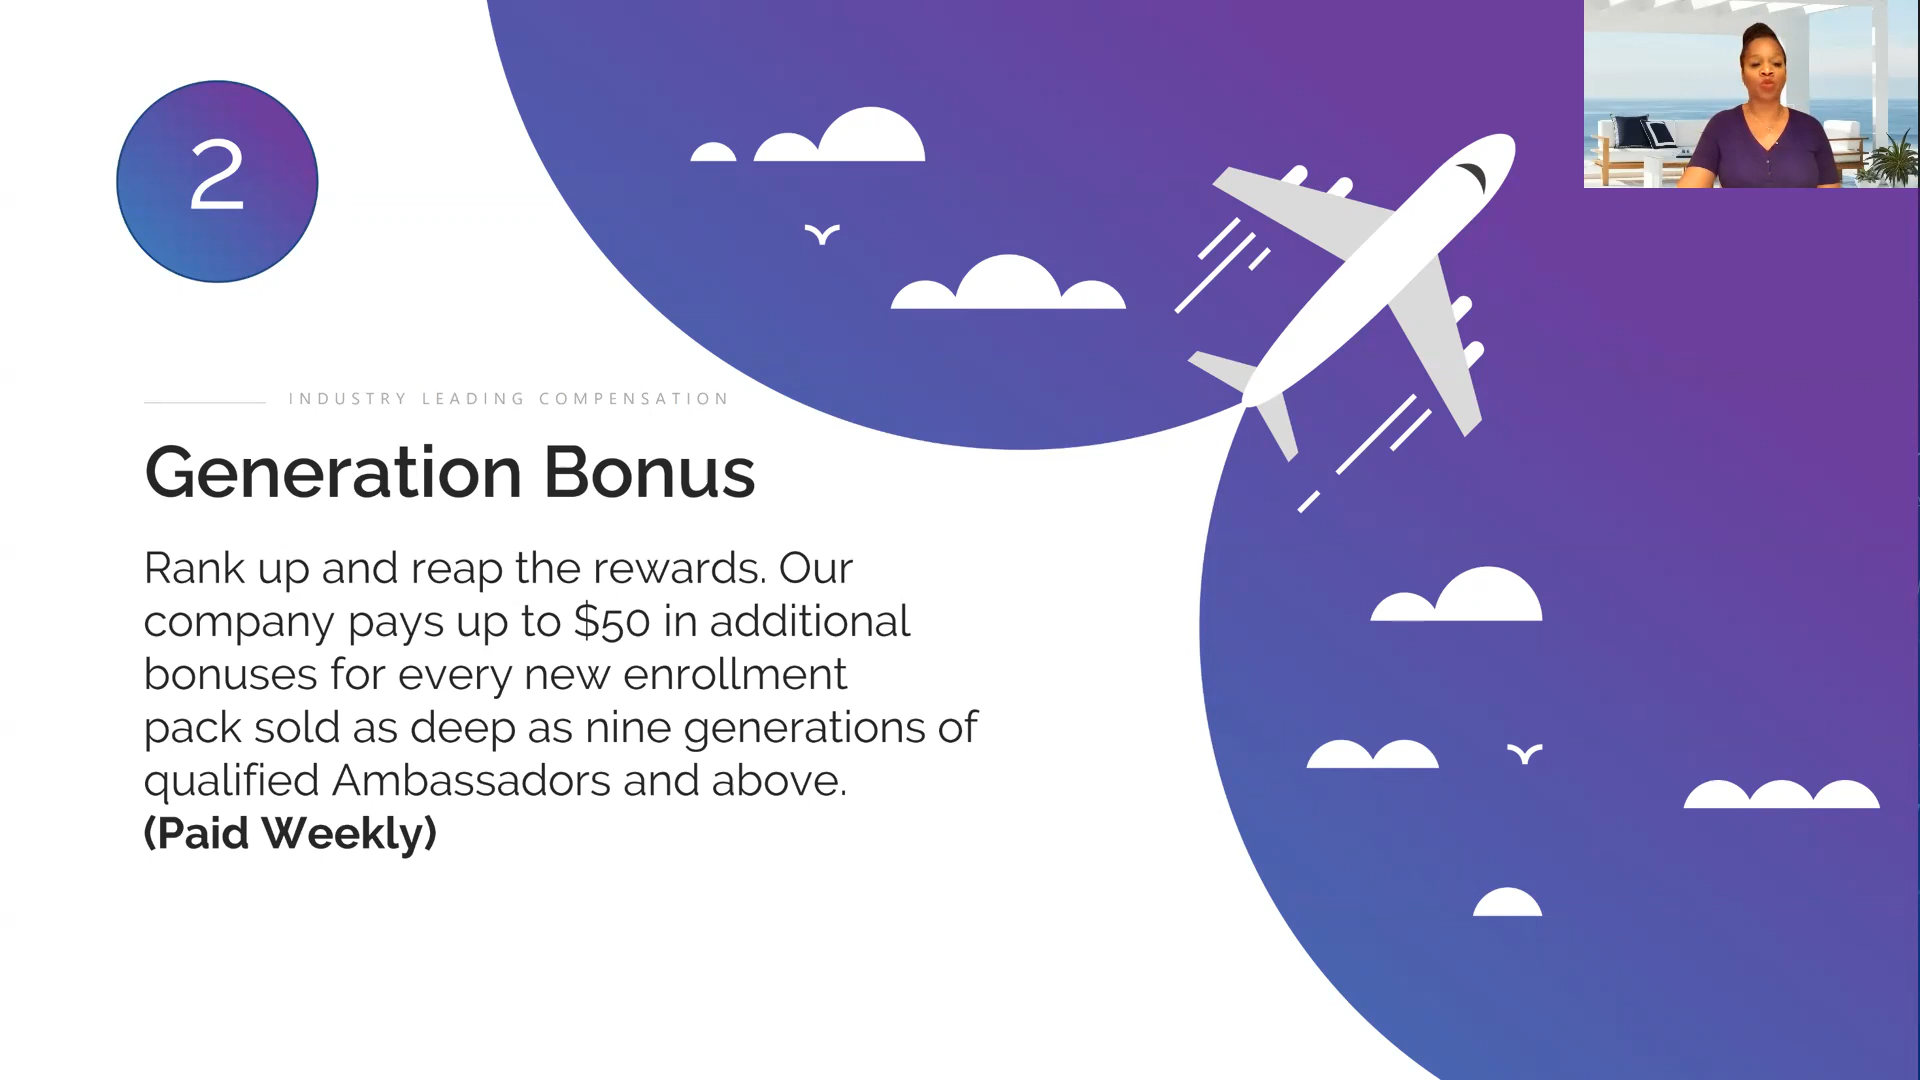 2
INDUSTRY LEADING COMPENSATION
Generation Bonus
Rank up and reap the rewards. Our
company pays up to $50 in additional
bonuses for every new enrollment
pack sold as deep as nine generations of
qualified Ambassadors and above.
(Paid Weekly)